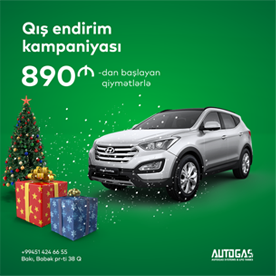 Qış endirim
kampaniyası
890₼ -dan başlayan
qiymətlərlə
+99451 424 66 55
Bakı, Babək pr-ti 38 Q
AUTOGAS